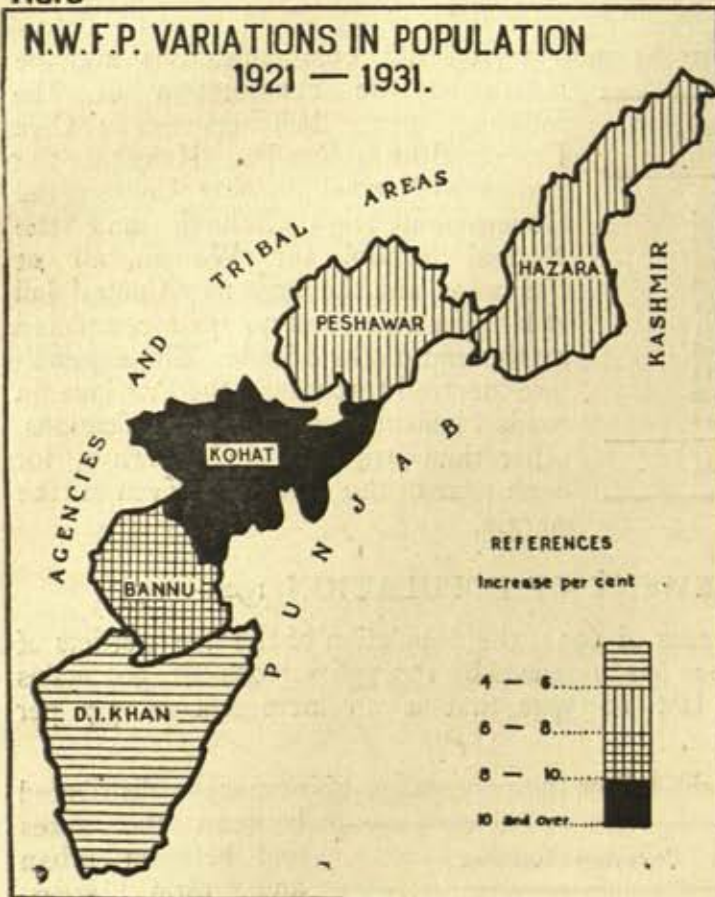 N.W.F.P. VARIATIONS IN POPULATION
1921 — 1931.
AGENCIES AND TRIBAL AREAS
HAZARA
PESHAWAR
KASHMIR
KOHAT
PUNJAB
BANNU
D.I.KHAN
REFERENCES
Increase per cent
4 — 6
6 — 8
8 — 10
10 and over